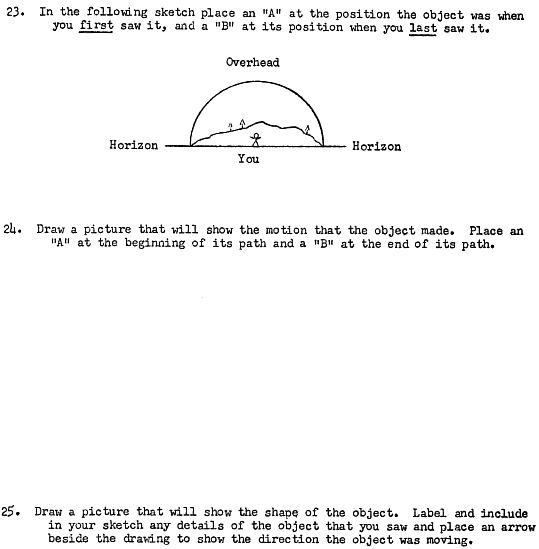 23. In the following sketch place an "A" at the position the object was when
you first saw it, and a "B" at its position when you last saw it.
Overhead
Horizon
Horizon
You
24. Draw a picture that will show the motion that the object made. Place an
"A" at the beginning of its path and a "B" at the end of its path.
25. Draw a picture that will show the shape of the object. Label and include
in your sketch any details of the object that you saw and place an arrow
beside the drawing to show the direction the object was moving.